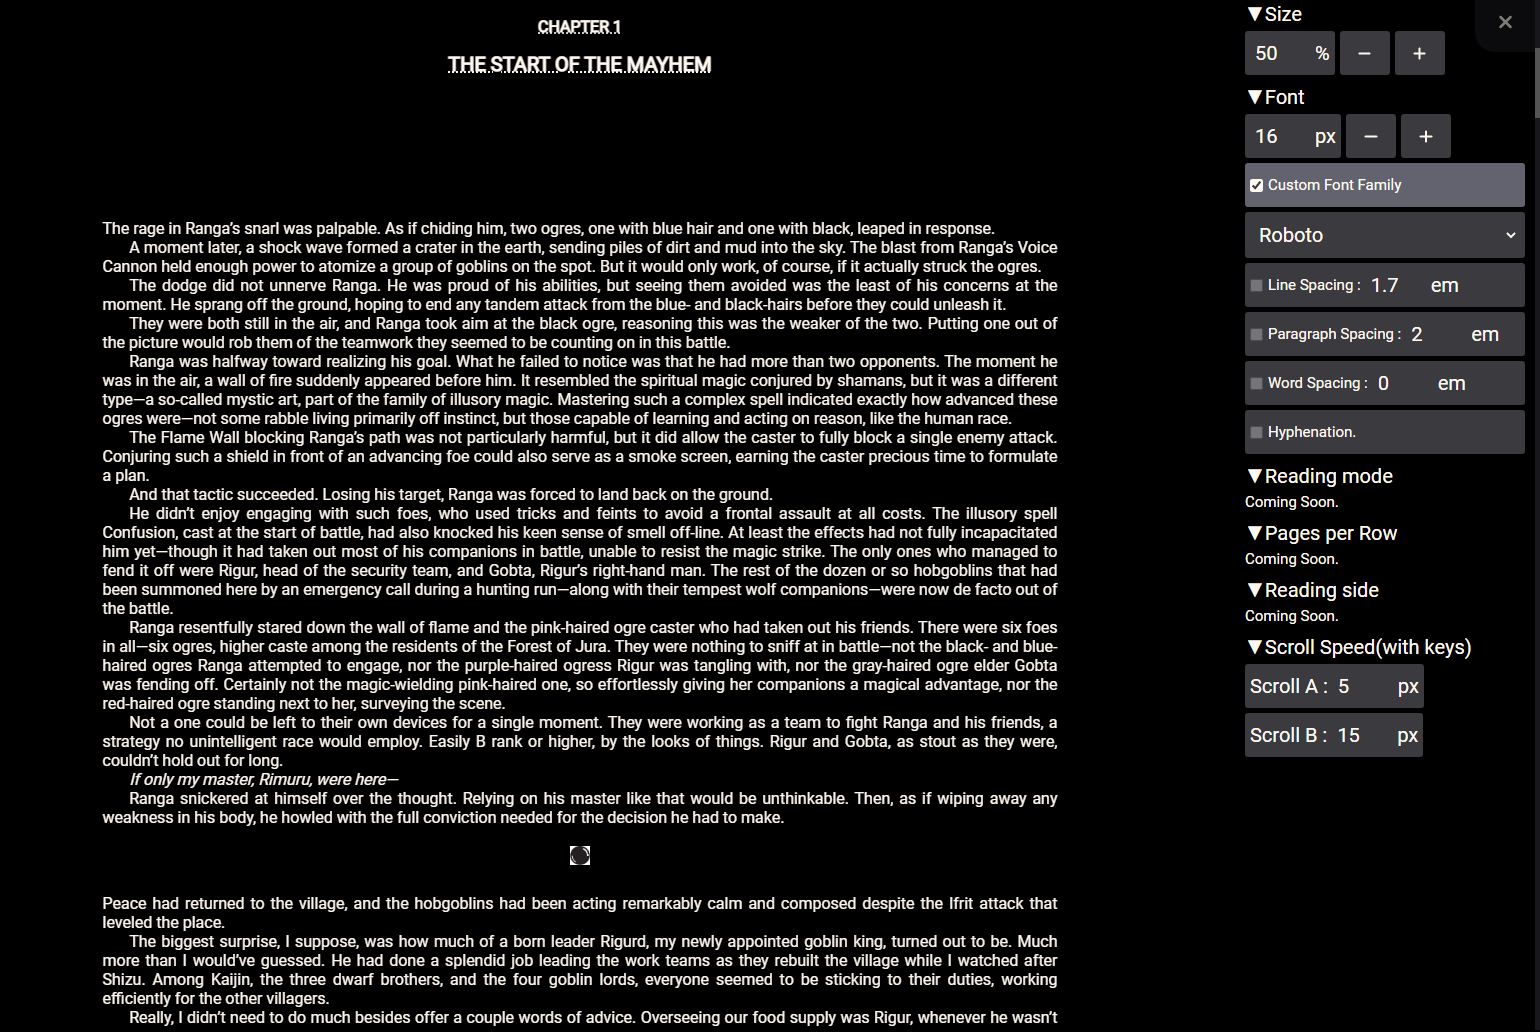 CHAPTER 1
THE START OF THE MAYHEM
The rage in Ranga’s snarl was palpable. As if chiding him, two ogres, one with blue hair and one with black, leaped in response.
A moment later, a shock wave formed a crater in the earth, sending piles of dirt and mud into the sky. The blast from Ranga’s Voice
Cannon held enough power to atomize a group of goblins on the spot. But it would only work, of course, if it actually struck the ogres.
The dodge did not unnerve Ranga. He was proud of his abilities, but seeing them avoided was the least of his concerns at the
moment. He sprang off the ground, hoping to end any tandem attack from the blue- and black-hairs before they could unleash it.
They were both still in the air, and Ranga took aim at the black ogre, reasoning this was the weaker of the two. Putting one out of
the picture would rob them of the teamwork they seemed to be counting on in this battle.
Ranga was halfway toward realizing his goal. What he failed to notice was that he had more than two opponents. The moment he
was in the air, a wall of fire suddenly appeared before him. It resembled the spiritual magic conjured by shamans, but it was a different
type—a so-called mystic art, part of the family of illusory magic. Mastering such a complex spell indicated exactly how advanced these
ogres were—not some rabble living primarily off instinct, but those capable of learning and acting on reason, like the human race.
The Flame Wall blocking Ranga’s path was not particularly harmful, but it did allow the caster to fully block a single enemy attack.
Conjuring such a shield in front of an advancing foe could also serve as a smoke screen, earning the caster precious time to formulate
a plan.
And that tactic succeeded. Losing his target, Ranga was forced to land back on the ground.
He didn’t enjoy engaging with such foes, who used tricks and feints to avoid a frontal assault at all costs. The illusory spell
Confusion, cast at the start of battle, had also knocked his keen sense of smell off-line. At least the effects had not fully incapacitated
him yet—though it had taken out most of his companions in battle, unable to resist the magic strike. The only ones who managed to
fend it off were Rigur, head of the security team, and Gobta, Rigur’s right-hand man. The rest of the dozen or so hobgoblins that had
been summoned here by an emergency call during a hunting run—along with their tempest wolf companions—were now de facto out of
the battle.
Ranga resentfully stared down the wall of flame and the pink-haired ogre caster who had taken out his friends. There were six foes
in all—six ogres, higher caste among the residents of the Forest of Jura. They were nothing to sniff at in battle—not the black- and blue-
haired ogres Ranga attempted to engage, nor the purple-haired ogress Rigur was tangling with, nor the gray-haired ogre elder Gobta
was fending off. Certainly not the magic-wielding pink-haired one, so effortlessly giving her companions a magical advantage, nor the
red-haired ogre standing next to her, surveying the scene.
Not a one could be left to their own devices for a single moment. They were working as a team to fight Ranga and his friends, a
strategy no unintelligent race would employ. Easily B rank or higher, by the looks of things. Rigur and Gobta, as stout as they were,
couldn’t hold out for long.
If only my master, Rimuru, were here—
Ranga snickered at himself over the thought. Relying on his master like that would be unthinkable. Then, as if wiping away any
weakness in his body, he howled with the full conviction needed for the decision he had to make.
Peace had returned to the village, and the hobgoblins had been acting remarkably calm and composed despite the Ifrit attack that
leveled the place.
The biggest surprise, I suppose, was how much of a born leader Rigurd, my newly appointed goblin king, turned out to be. Much
more than I would’ve guessed. He had done a splendid job leading the work teams as they rebuilt the village while I watched after
Shizu. Among Kaijin, the three dwarf brothers, and the four goblin lords, everyone seemed to be sticking to their duties, working
efficiently for the other villagers.
Really, I didn’t need to do much besides offer a couple words of advice. Overseeing our food supply was Rigur, whenever he wasn’t
▼Size
50 % − +
▼Font
16 px − +
Custom Font Family
Roboto
Line Spacing : 1.7 em
Paragraph Spacing : 2 em
Word Spacing : 0 em
Hyphenation.
▼Reading mode
Coming Soon.
▼Pages per Row
Coming Soon.
▼Reading side
Coming Soon.
▼Scroll Speed(with keys)
Scroll A : 5 px
Scroll B : 15 px